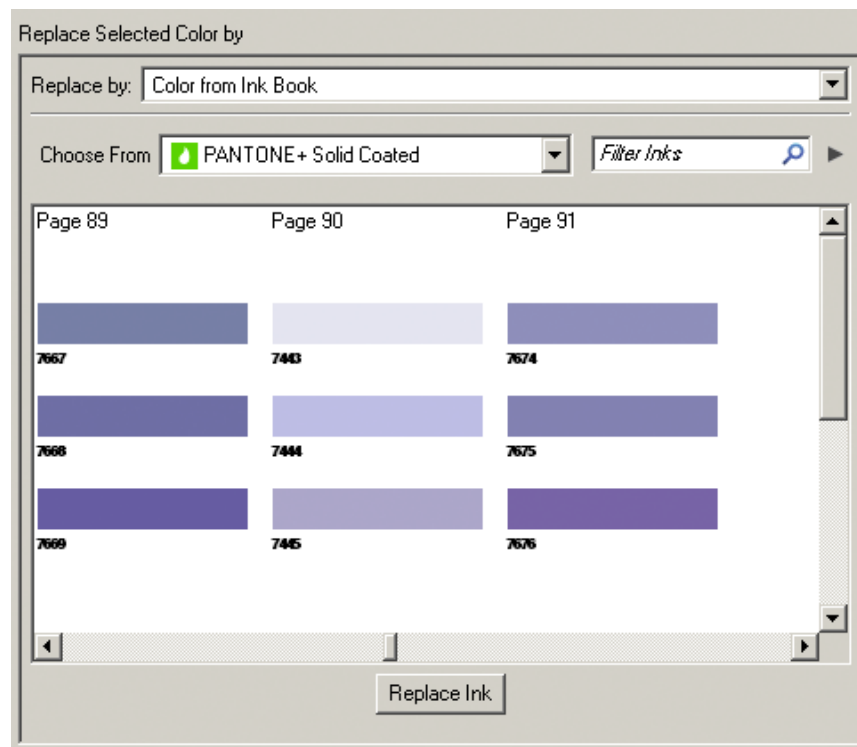 Replace Selected Color by
Replace by: Color from Ink Book
Choose From PANTONE+ Solid Coated Filter Inks
Page 89 Page 90 Page 91
7667 7443 7674
7668 7444 7675
7669 7445 7676
Replace Ink